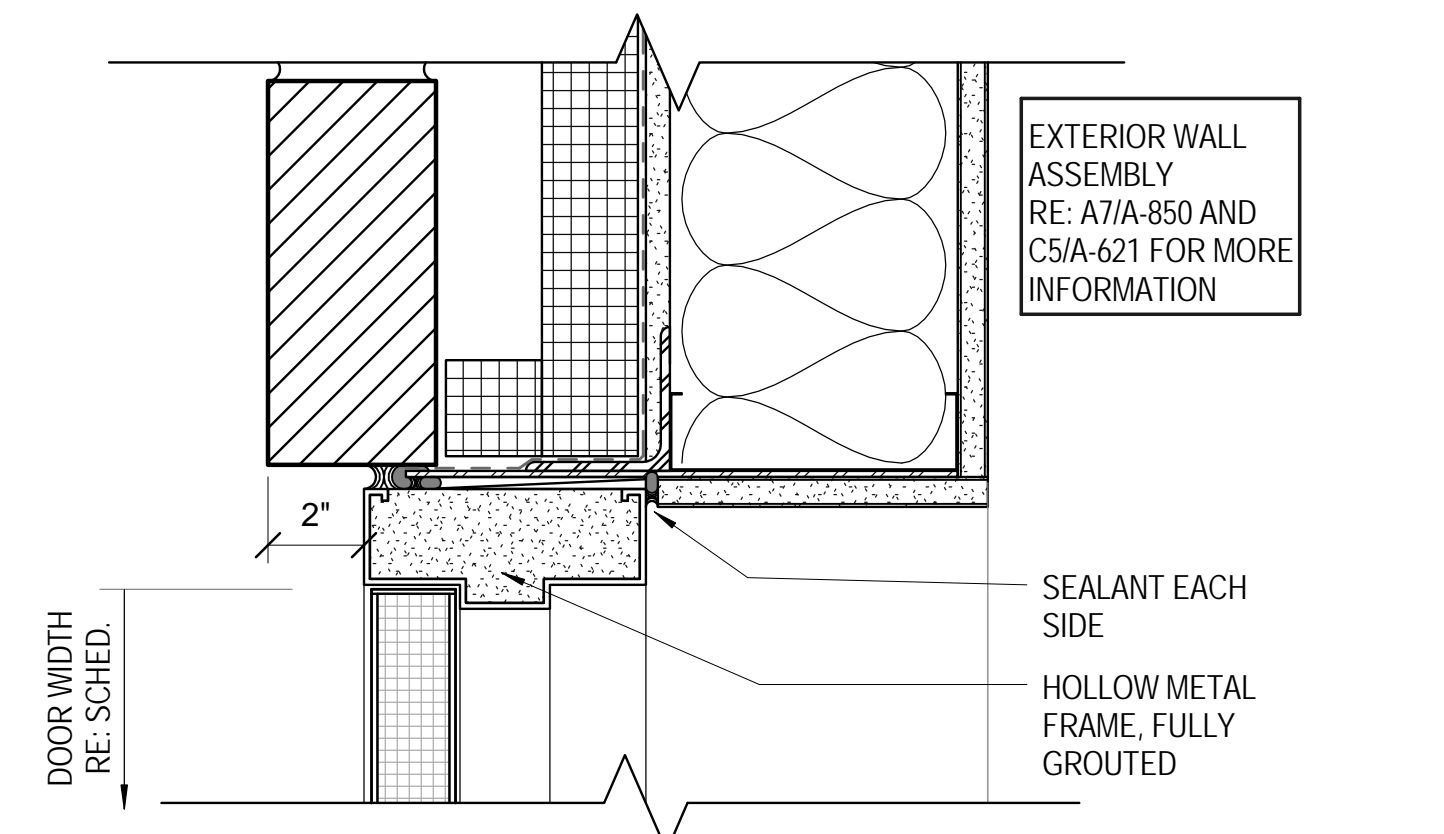 EXTERIOR WALL
ASSEMBLY
RE: A7/A-850 AND
C5/A-621 FOR MORE
INFORMATION
2"
SEALANT EACH
SIDE
DOOR WIDTH
RE: SCHED.
HOLLOW METAL
FRAME, FULLY
GROUTED